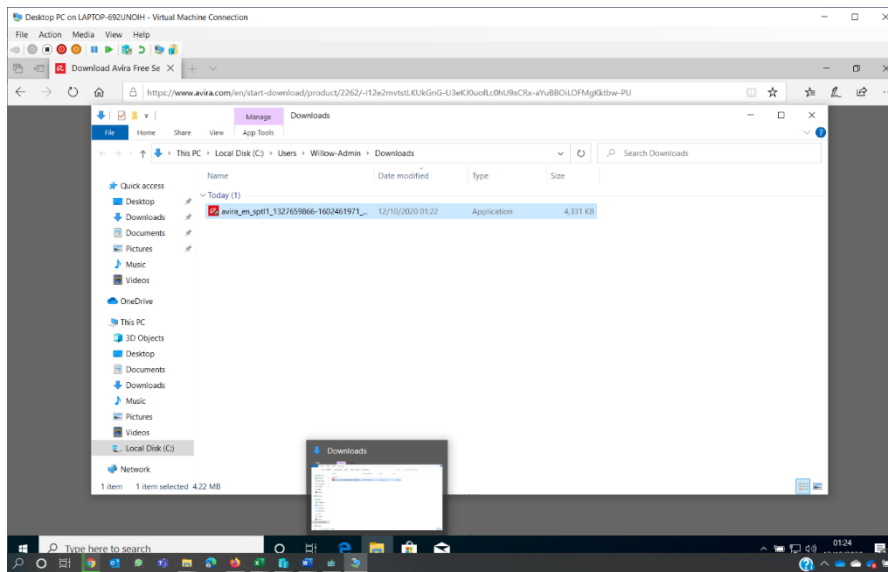 Desktop PC on LAPTOP-692UNOIH - Virtual Machine Connection
File Action Media View Help
Download Avira Free Se
https://www.avira.com/en/start-download/product/2262/-I12e2mvtstLKUkGnG-U3eKJ0uofLc0hU9xCRx-aYuBBOiLOFMgKktbw-PU
Manage Downloads
File Home Share View App Tools
This PC › Local Disk (C:) › Users › Willow-Admin › Downloads
Search Downloads
Name Date modified Type Size
Today (1)
avira_en_sptl1_1327659866-1602461971_... 12/10/2020 01:22 Application 4,331 KB
Quick access
Desktop
Downloads
Documents
Pictures
Music
Videos
OneDrive
This PC
3D Objects
Desktop
Documents
Downloads
Music
Pictures
Videos
Local Disk (C:)
Network
1 item 1 item selected 4.22 MB
Downloads
Type here to search
01:24